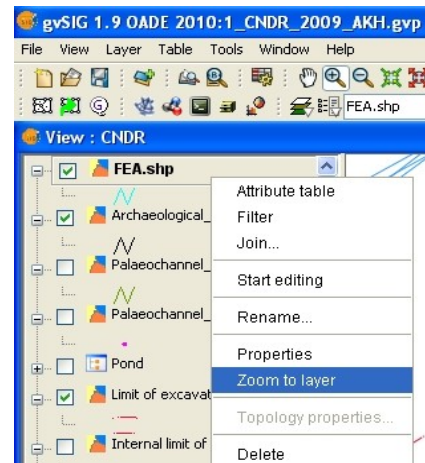 gvSIG 1.9 OADE 2010:1_CNDR_2009_AKH.gvp
File View Layer Table Tools Window Help
FEA.shp
View : CNDR
FEA.shp
Archaeological_
Palaeochannel_
Palaeochannel_
Pond
Limit of excavat
Internal limit of
Attribute table
Filter
Join...
Start editing
Rename...
Properties
Zoom to layer
Topology properties...
Delete